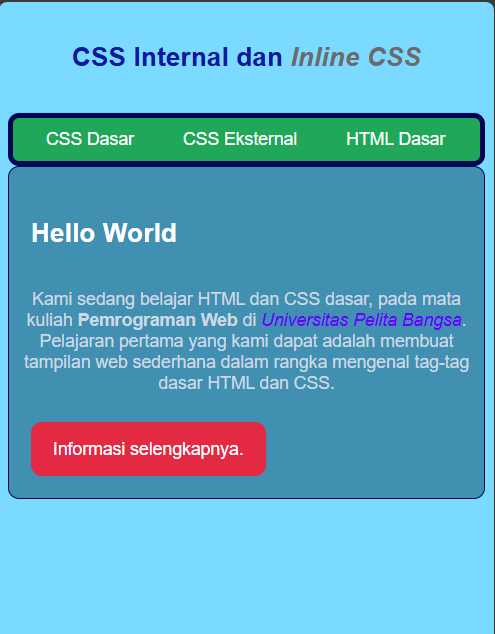 CSS Internal dan Inline CSS
CSS Dasar CSS Eksternal HTML Dasar
Hello World
Kami sedang belajar HTML dan CSS dasar, pada mata
kuliah Pemrograman Web di Universitas Pelita Bangsa.
Pelajaran pertama yang kami dapat adalah membuat
tampilan web sederhana dalam rangka mengenal tag-tag
dasar HTML dan CSS.
Informasi selengkapnya.